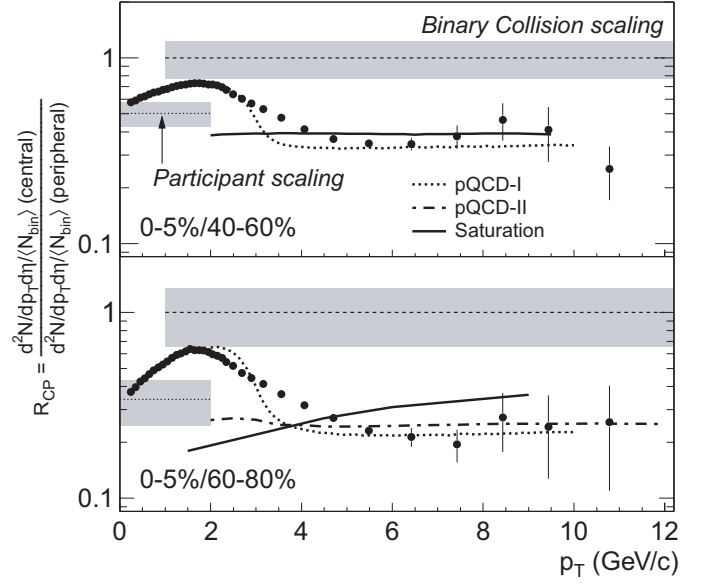 Binary Collision scaling
1
Participant scaling
0-5%/40-60%
pQCD-I
pQCD-II
Saturation
0.1
R_CP = d²N/dp_Tdη/⟨N_bin⟩ (central)
d²N/dp_Tdη/⟨N_bin⟩ (peripheral)
1
0-5%/60-80%
0.1
0 2 4 6 8 10 12
p_T (GeV/c)